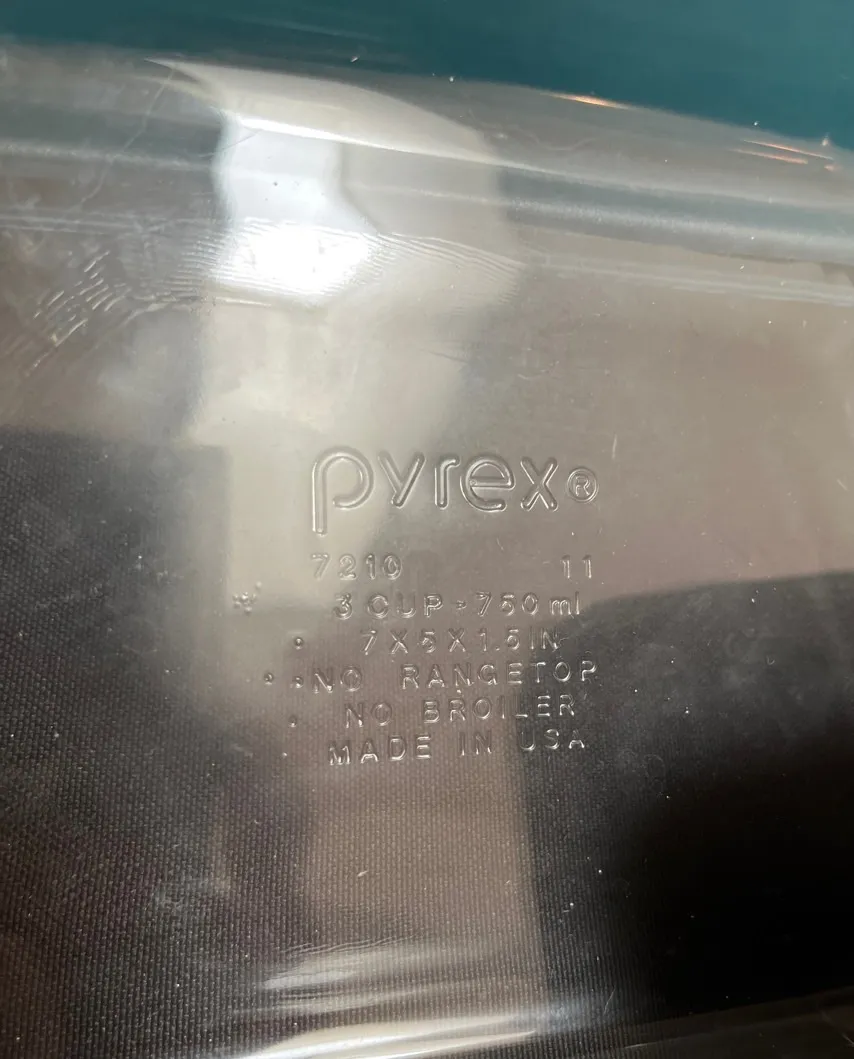 pyrex®
7210 11
3 CUP - 750 ml
7 X 5 X 1.5 IN
NO RANGETOP
NO BROILER
MADE IN USA